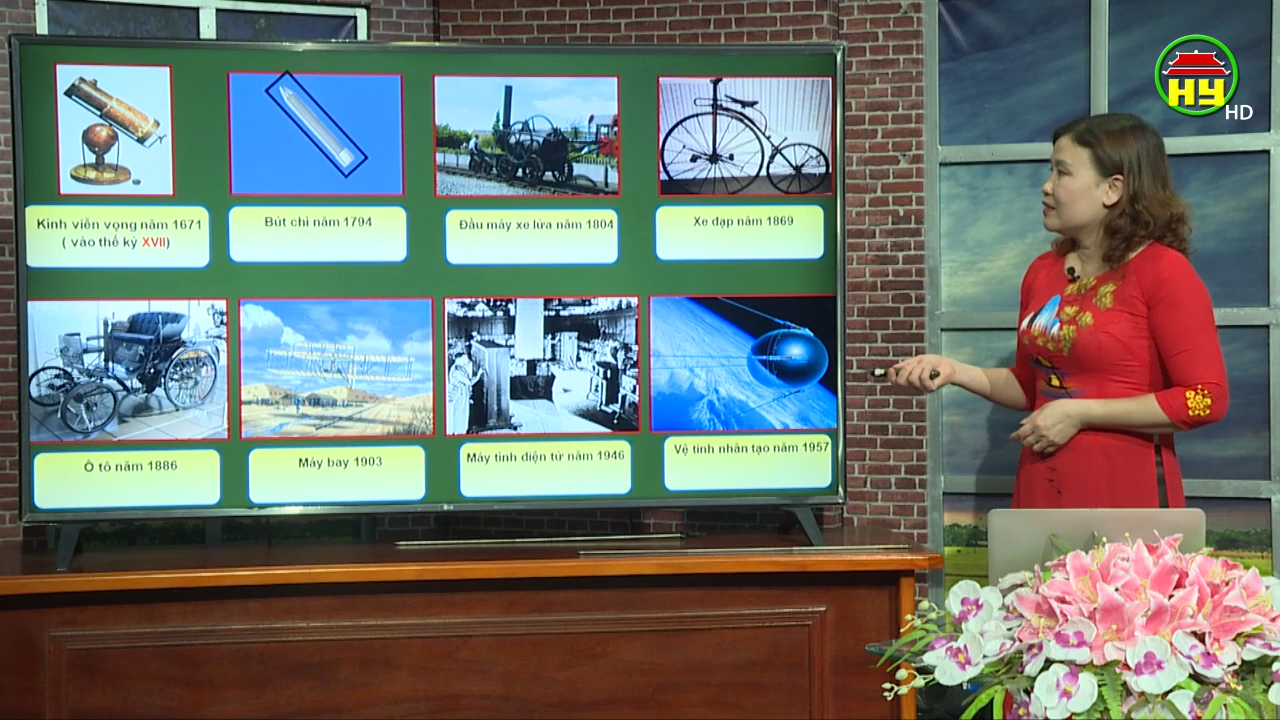 HY
HD
Kính viễn vọng năm 1671
( vào thế kỷ XVII)
Bút chì năm 1794
Đầu máy xe lửa năm 1804
Xe đạp năm 1869
Ô tô năm 1886
Máy bay 1903
Máy tính điện tử năm 1946
Vệ tinh nhân tạo năm 1957